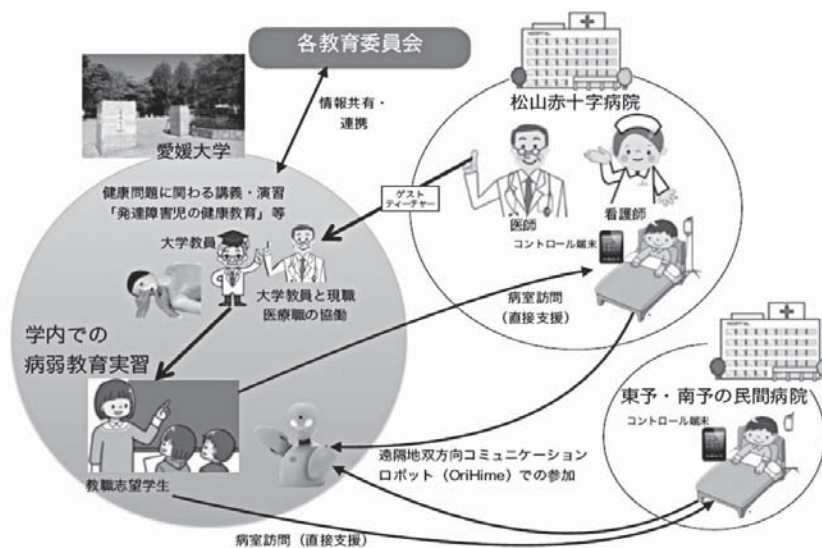 各教育委員会
情報共有・
連携
愛媛大学
健康問題に関わる講義・演習
「発達障害児の健康教育」等
大学教員
大学教員と現職
医療職の協働
学内での
病弱教育実習
教職志望学生
ゲスト
ティーチャー
松山赤十字病院
医師
看護師
コントロール端末
病室訪問
(直接支援)
東予・南予の民間病院
コントロール端末
遠隔地双方向コミュニケーション
ロボット(OriHime)での参加
病室訪問(直接支援)